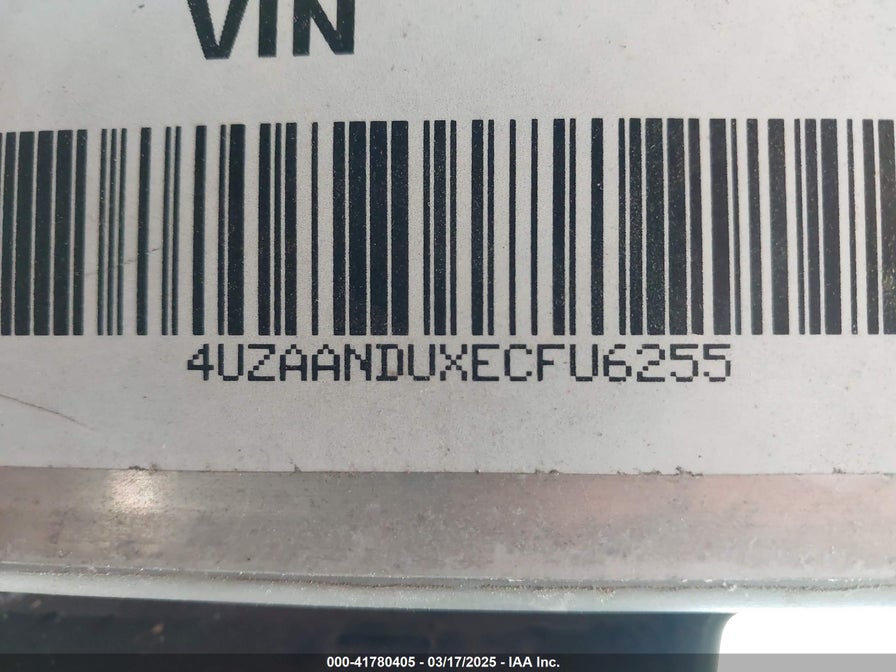 VIN
4UZAANDUXECFU6255
000-41780405 - 03/17/2025 - IAA Inc.